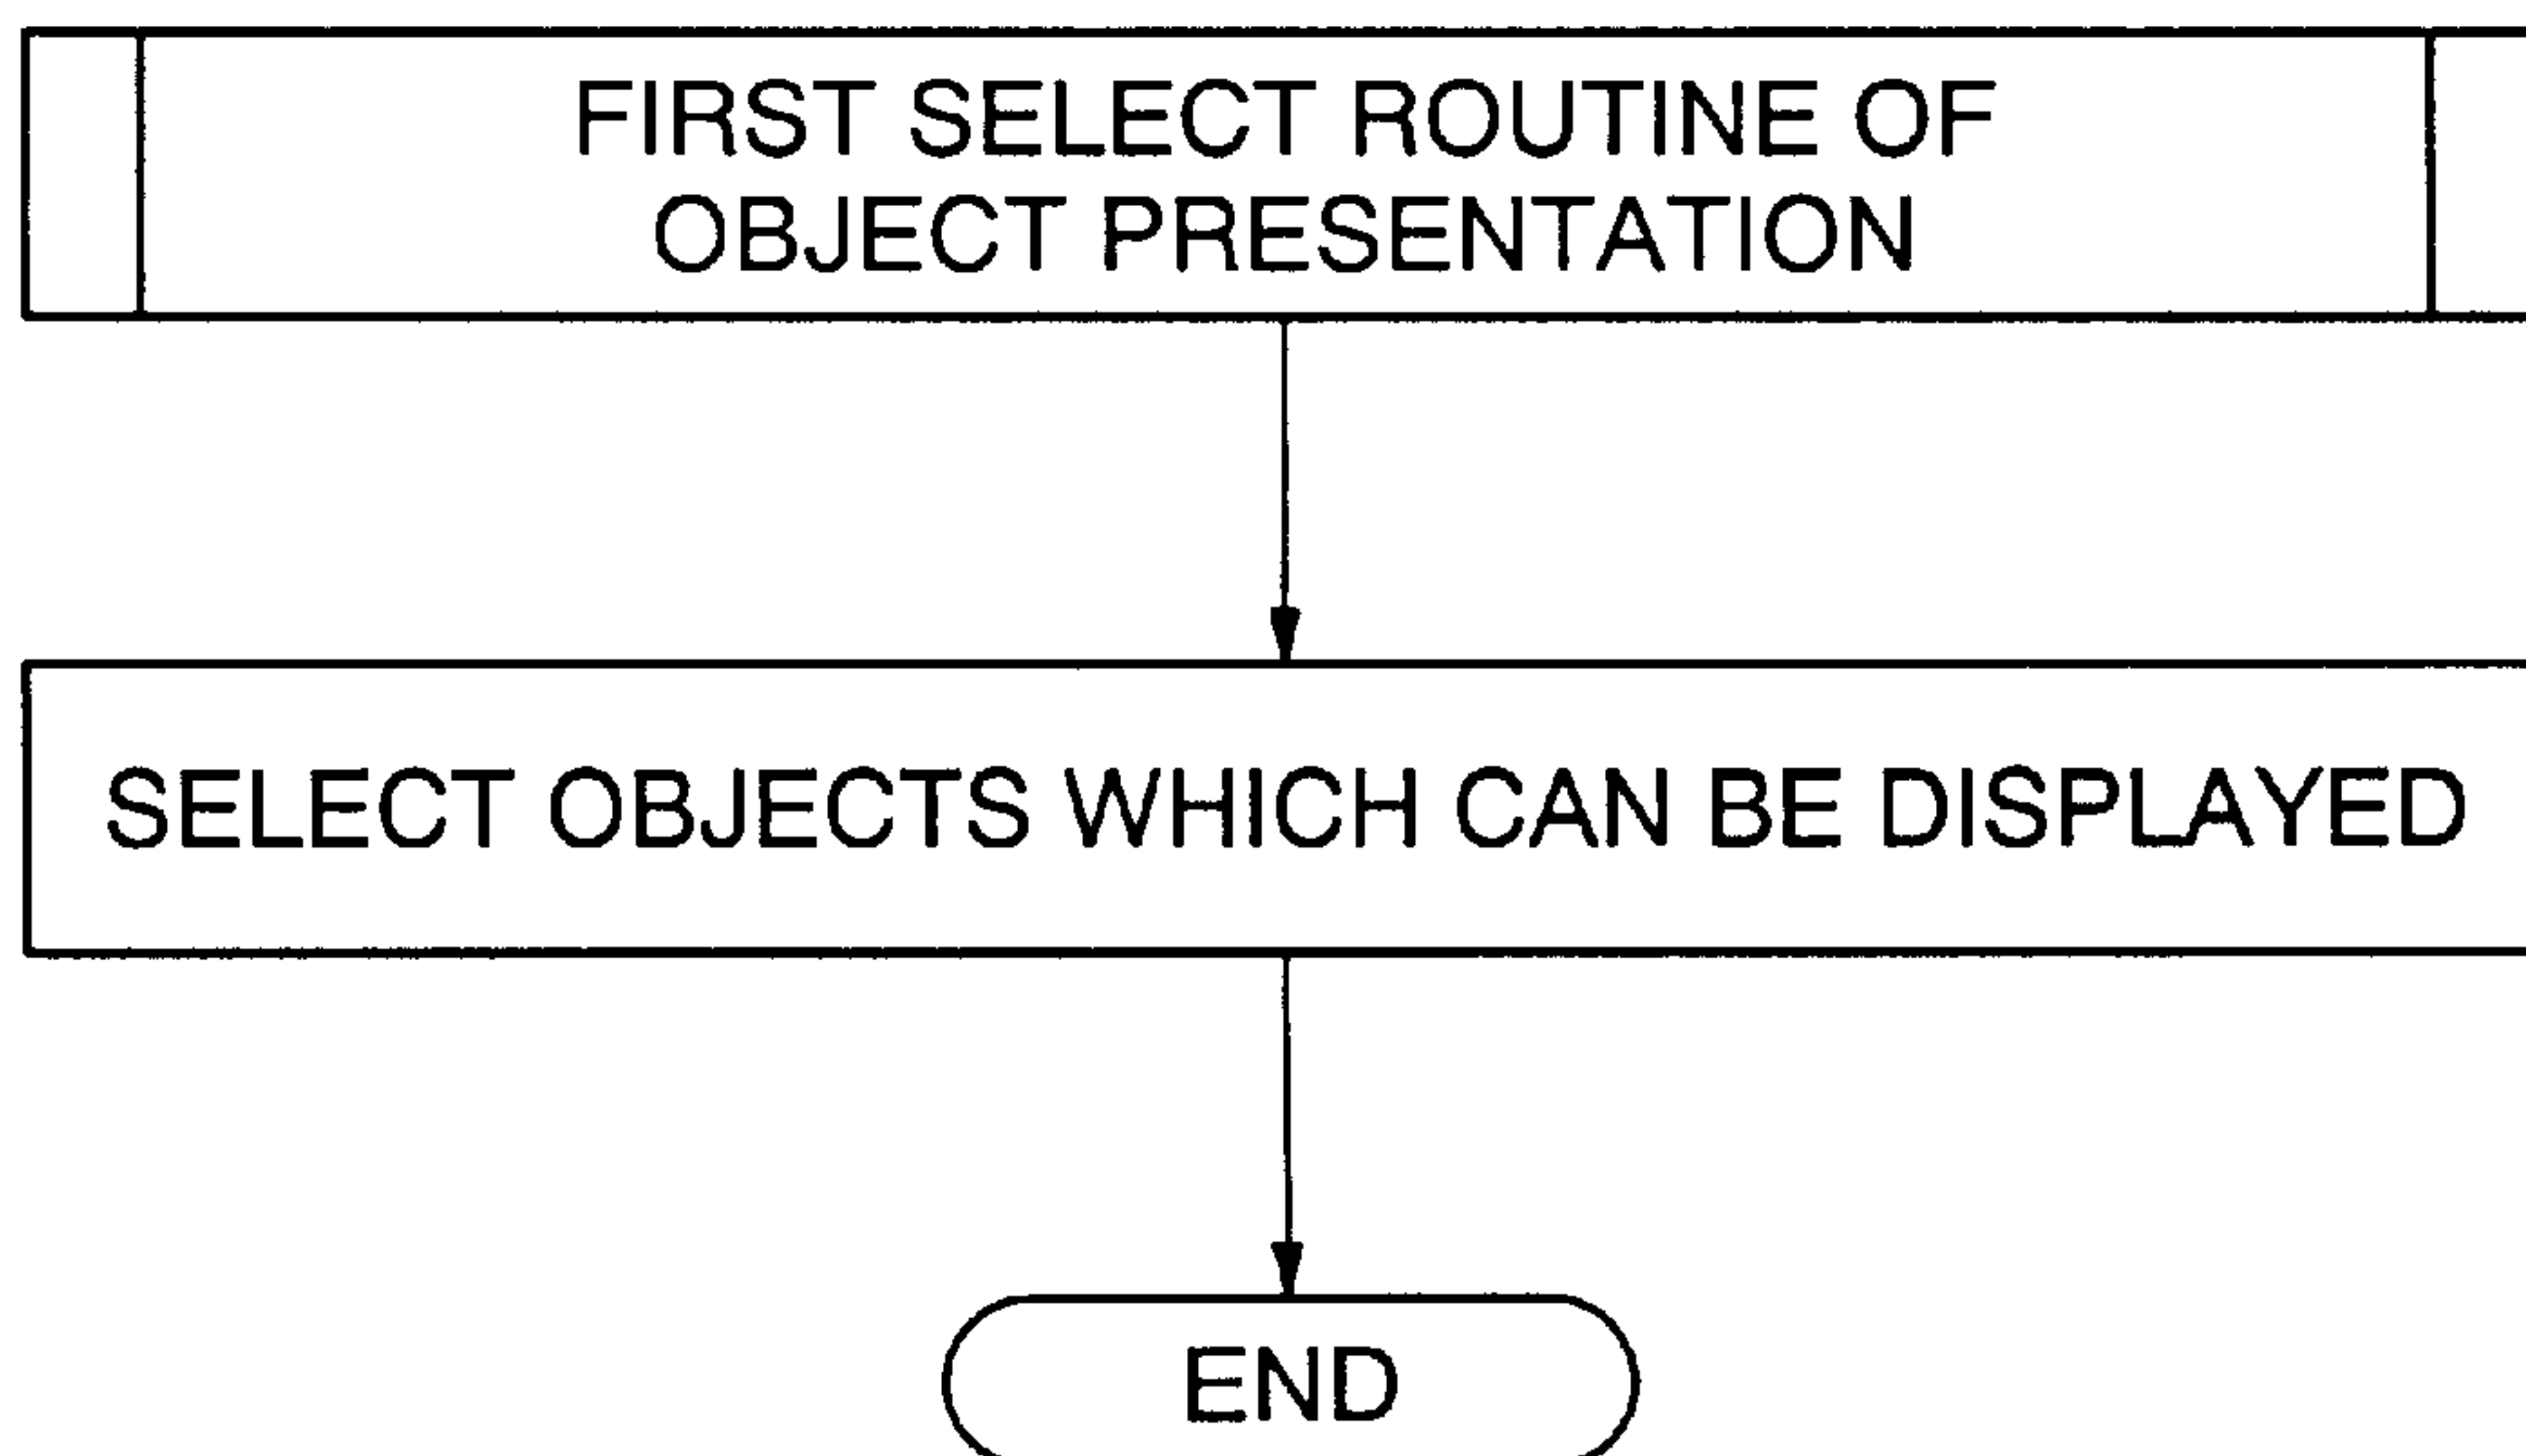 FIRST SELECT ROUTINE OF
OBJECT PRESENTATION
SELECT OBJECTS WHICH CAN BE DISPLAYED
END